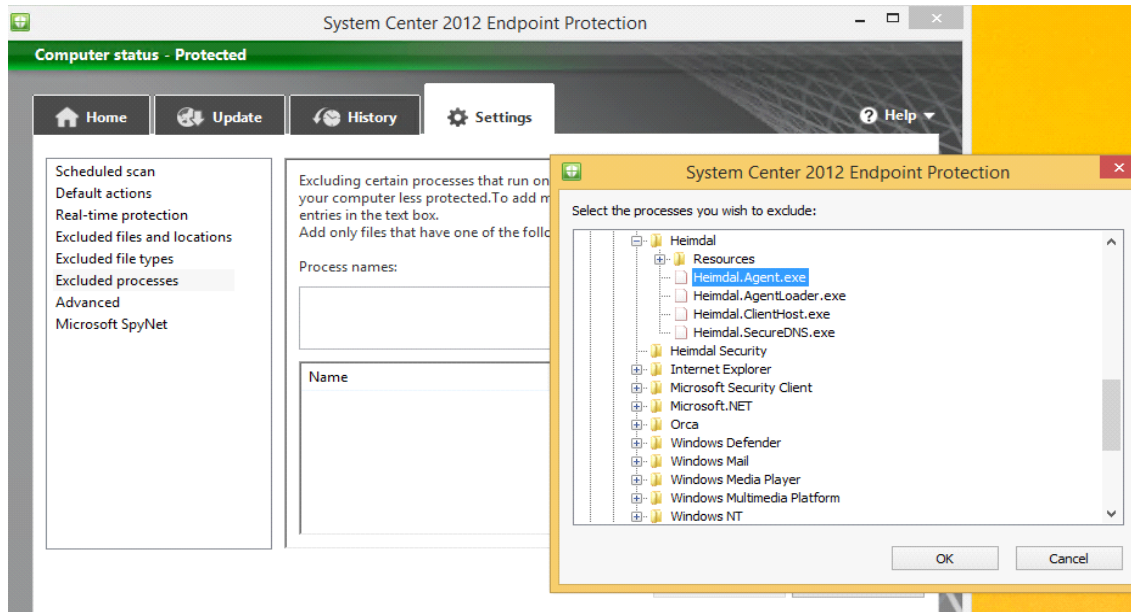 System Center 2012 Endpoint Protection
Computer status - Protected
Home
Update
History
Settings
Help
Scheduled scan
Default actions
Real-time protection
Excluded files and locations
Excluded file types
Excluded processes
Advanced
Microsoft SpyNet
Excluding certain processes that run on
your computer less protected.To add m
entries in the text box.
Add only files that have one of the follo
Process names:
Name
System Center 2012 Endpoint Protection
Select the processes you wish to exclude:
Heimdal
Resources
Heimdal.Agent.exe
Heimdal.AgentLoader.exe
Heimdal.ClientHost.exe
Heimdal.SecureDNS.exe
Heimdal Security
Internet Explorer
Microsoft Security Client
Microsoft.NET
Orca
Windows Defender
Windows Mail
Windows Media Player
Windows Multimedia Platform
Windows NT
OK
Cancel